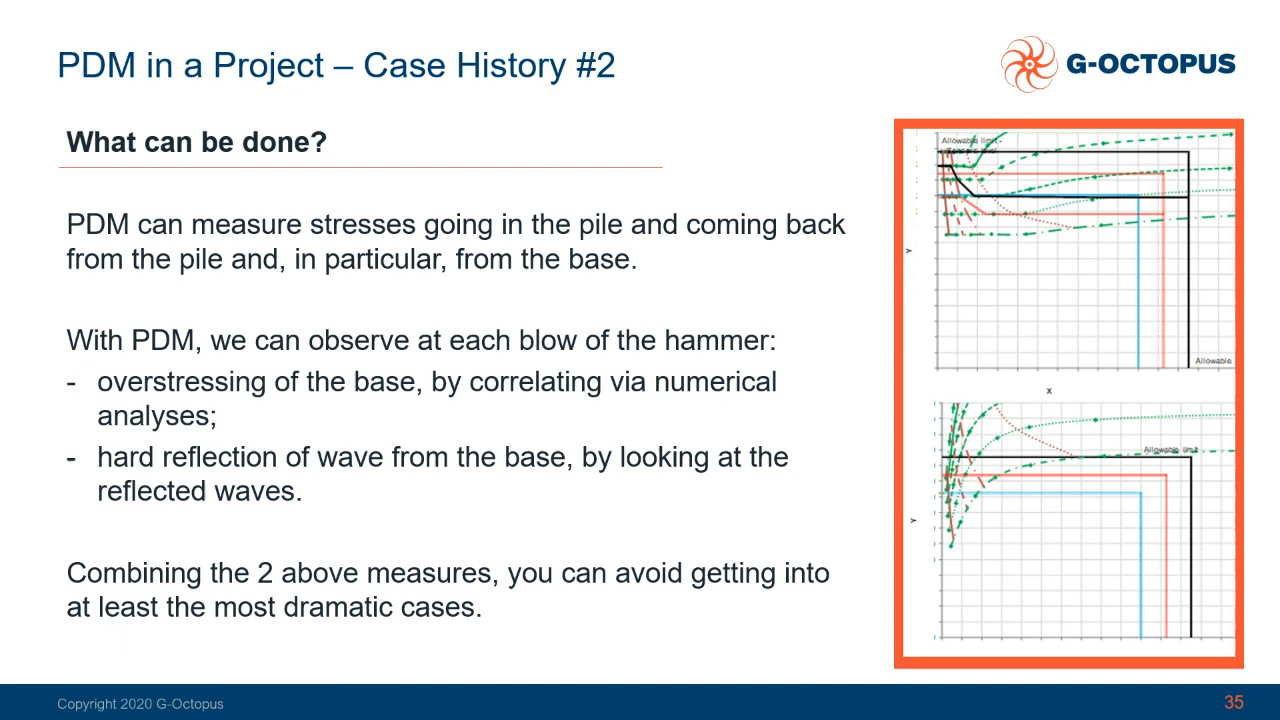 PDM in a Project – Case History #2
G-OCTOPUS
What can be done?
PDM can measure stresses going in the pile and coming back
from the pile and, in particular, from the base.
With PDM, we can observe at each blow of the hammer:
- overstressing of the base, by correlating via numerical
analyses;
- hard reflection of wave from the base, by looking at the
reflected waves.
Combining the 2 above measures, you can avoid getting into
at least the most dramatic cases.
Allowable limit -
Sensors level
Y
Allowable
X
Allowable limit
Y
Copyright 2020 G-Octopus
35